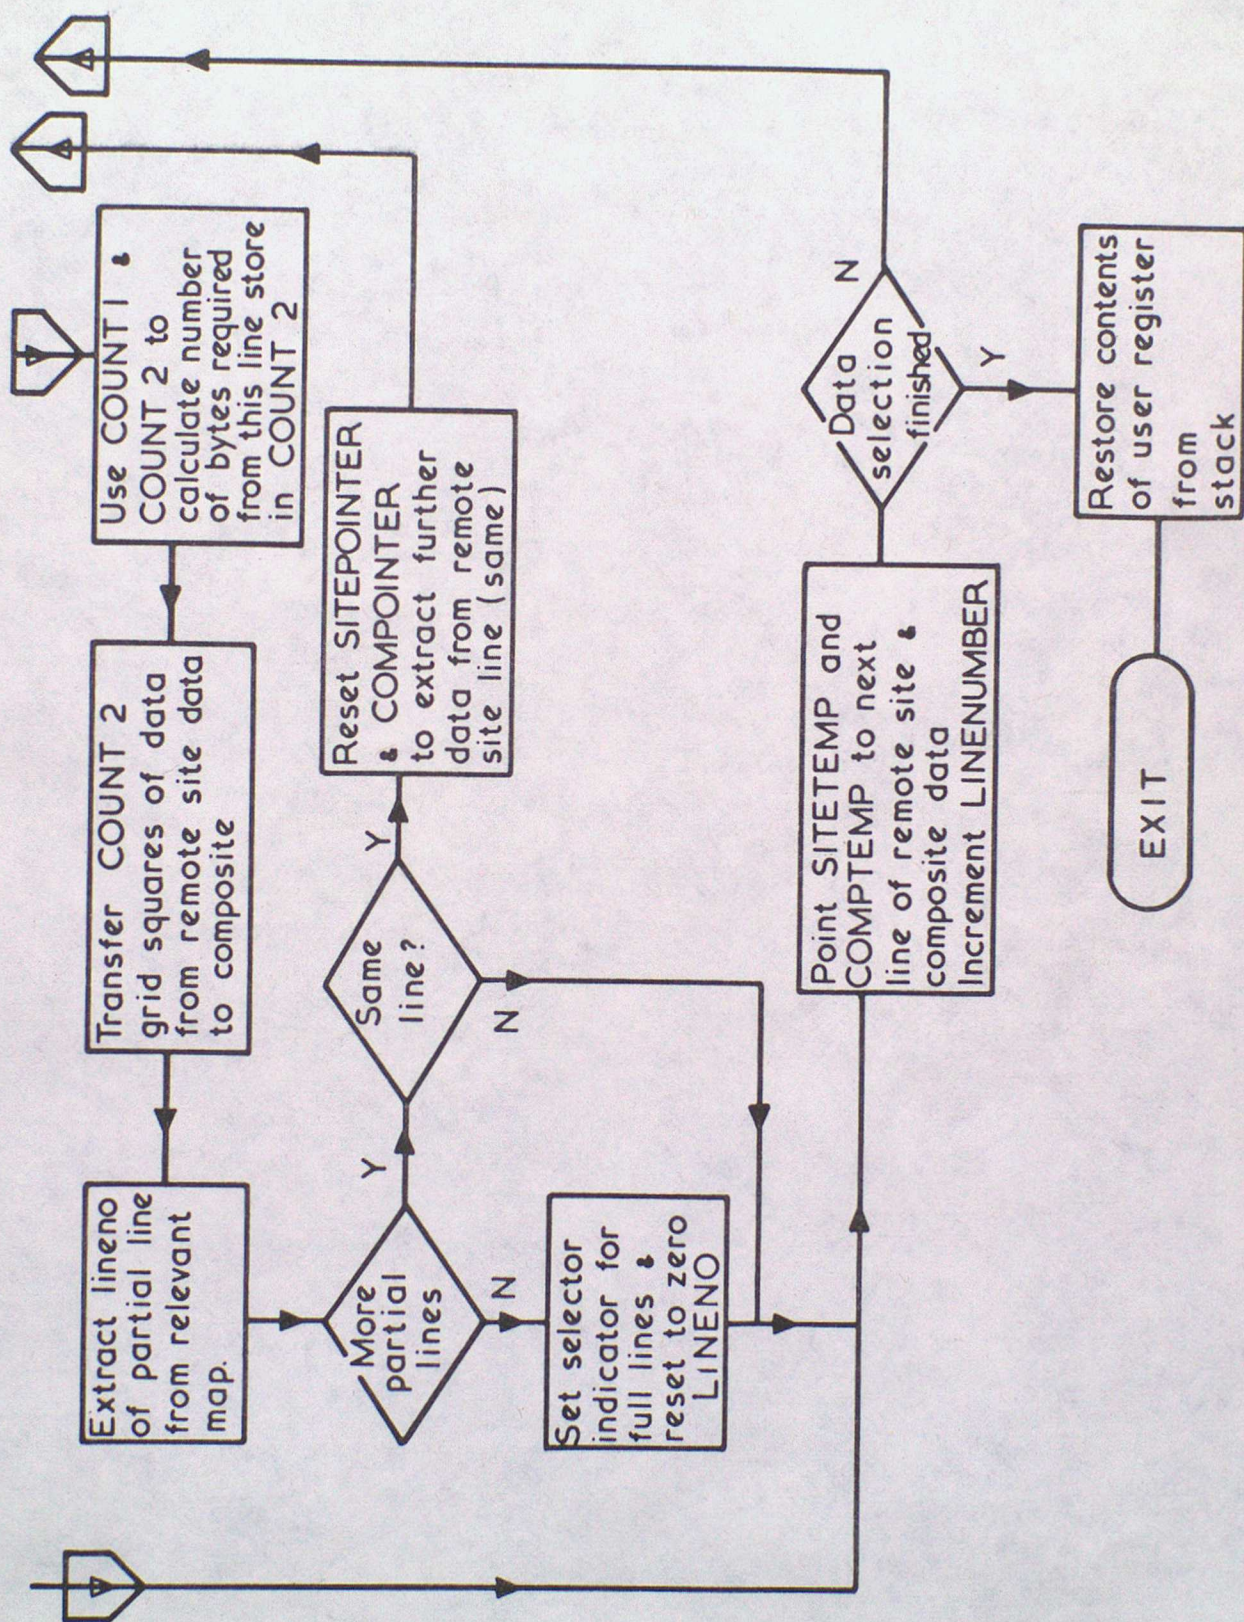 Use COUNT 1 &
COUNT 2 to
calculate number
of bytes required
from this line store
in COUNT 2
Transfer COUNT 2
grid squares of data
from remote site data
to composite
Extract lineno
of partial line
from relevant
map.
More
partial
lines
Y
N
Same
line?
Y
N
Reset SITEPOINTER
& COMPOINTER
to extract further
data from remote
site line (same)
Set selector
indicator for
full lines &
reset to zero
LINENO
Point SITETEMP and
COMPTEMP to next
line of remote site &
composite data
Increment LINENUMBER
Data
selection
finished
N
Y
Restore contents
of user register
from
stack
EXIT